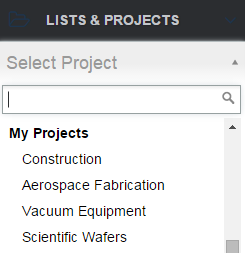 LISTS & PROJECTS
Select Project
My Projects
Construction
Aerospace Fabrication
Vacuum Equipment
Scientific Wafers